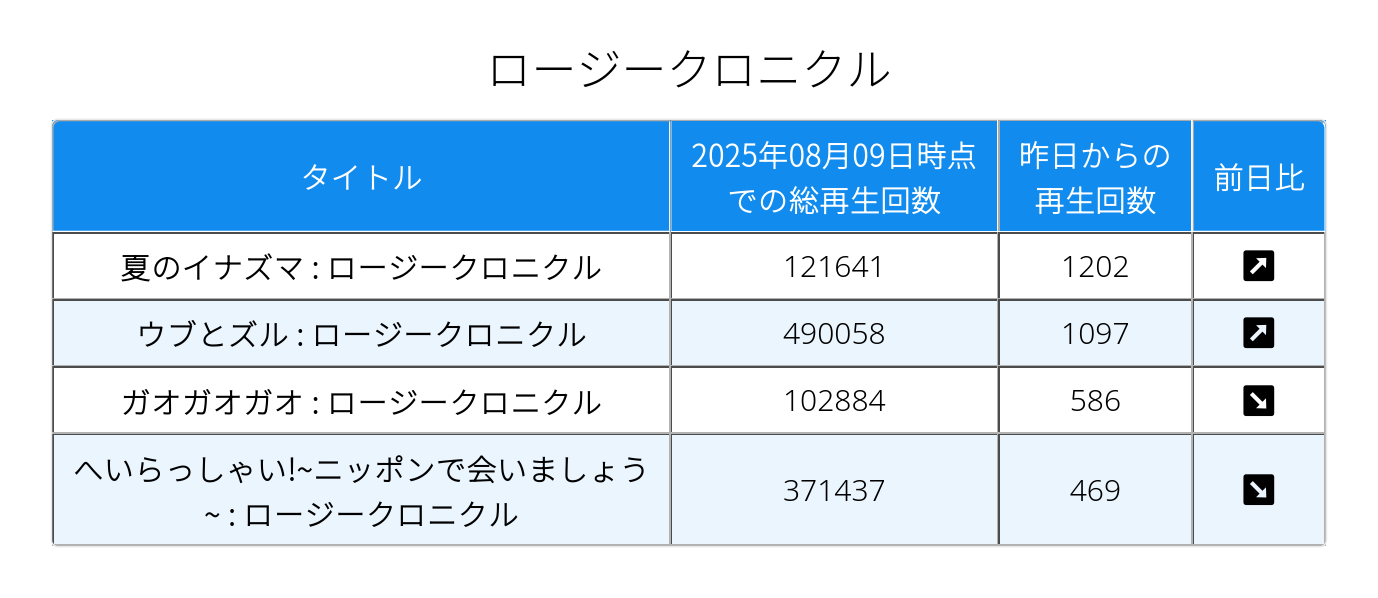 ロージークロニクル
タイトル
2025年08月09日時点
での総再生回数
昨日からの
再生回数
前日比
夏のイナズマ : ロージークロニクル
121641
1202
ウブとズル : ロージークロニクル
490058
1097
ガオガオガオ : ロージークロニクル
102884
586
へいらっしゃい!~ニッポンで会いましょう
~ : ロージークロニクル
371437
469